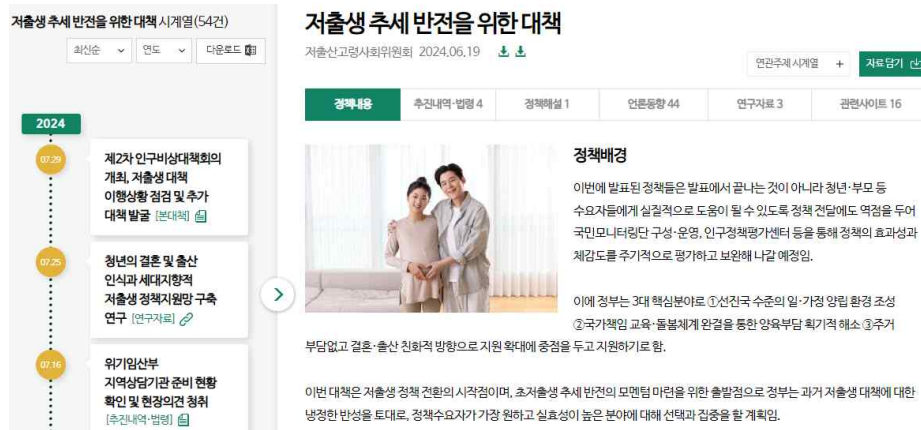 저출생 추세 반전을 위한 대책 시계열(54건)
최신순
연도
다운로드
2024
07.29
제2차 인구비상대책회의
개최, 저출생 대책
이행상황 점검 및 추가
대책 발굴 [본대책]
07.25
청년의 결혼 및 출산
인식과 세대지향적
저출생 정책지원망 구축
연구 [연구자료]
07.16
위기임산부
지역상담기관 준비 현황
확인 및 현장의견 청취
[추진내역·법령]
저출생 추세 반전을 위한 대책
저출산고령사회위원회 2024.06.19
연관주제 시계열 +
자료담기
정책내용
추진내역·법령 4
정책해설 1
언론동향 44
연구자료 3
관련사이트 16
정책배경
이번에 발표된 정책들은 발표에서 끝나는 것이 아니라 청년·부모 등
수요자들에게 실질적으로 도움이 될 수 있도록 정책 전달에도 역점을 두어
국민모니터링단 구성·운영, 인구정책평가센터 등을 통해 정책의 효과성과
체감도를 주기적으로 평가하고 보완해 나갈 예정임.
이에 정부는 3대 핵심분야로 ①선진국 수준의 일·가정 양립 환경 조성
②국가책임 교육·돌봄체계 완결을 통한 양육부담 획기적 해소 ③주거
부담없고 결혼·출산 친화적 방향으로 지원 확대에 중점을 두고 지원하기로 함.
이번 대책은 저출생 정책 전환의 시작점이며, 초저출생 추세 반전의 모멘텀 마련을 위한 출발점으로 정부는 과거 저출생 대책에 대한
냉정한 반성을 토대로, 정책수요자가 가장 원하고 실효성이 높은 분야에 대해 선택과 집중을 할 계획임.